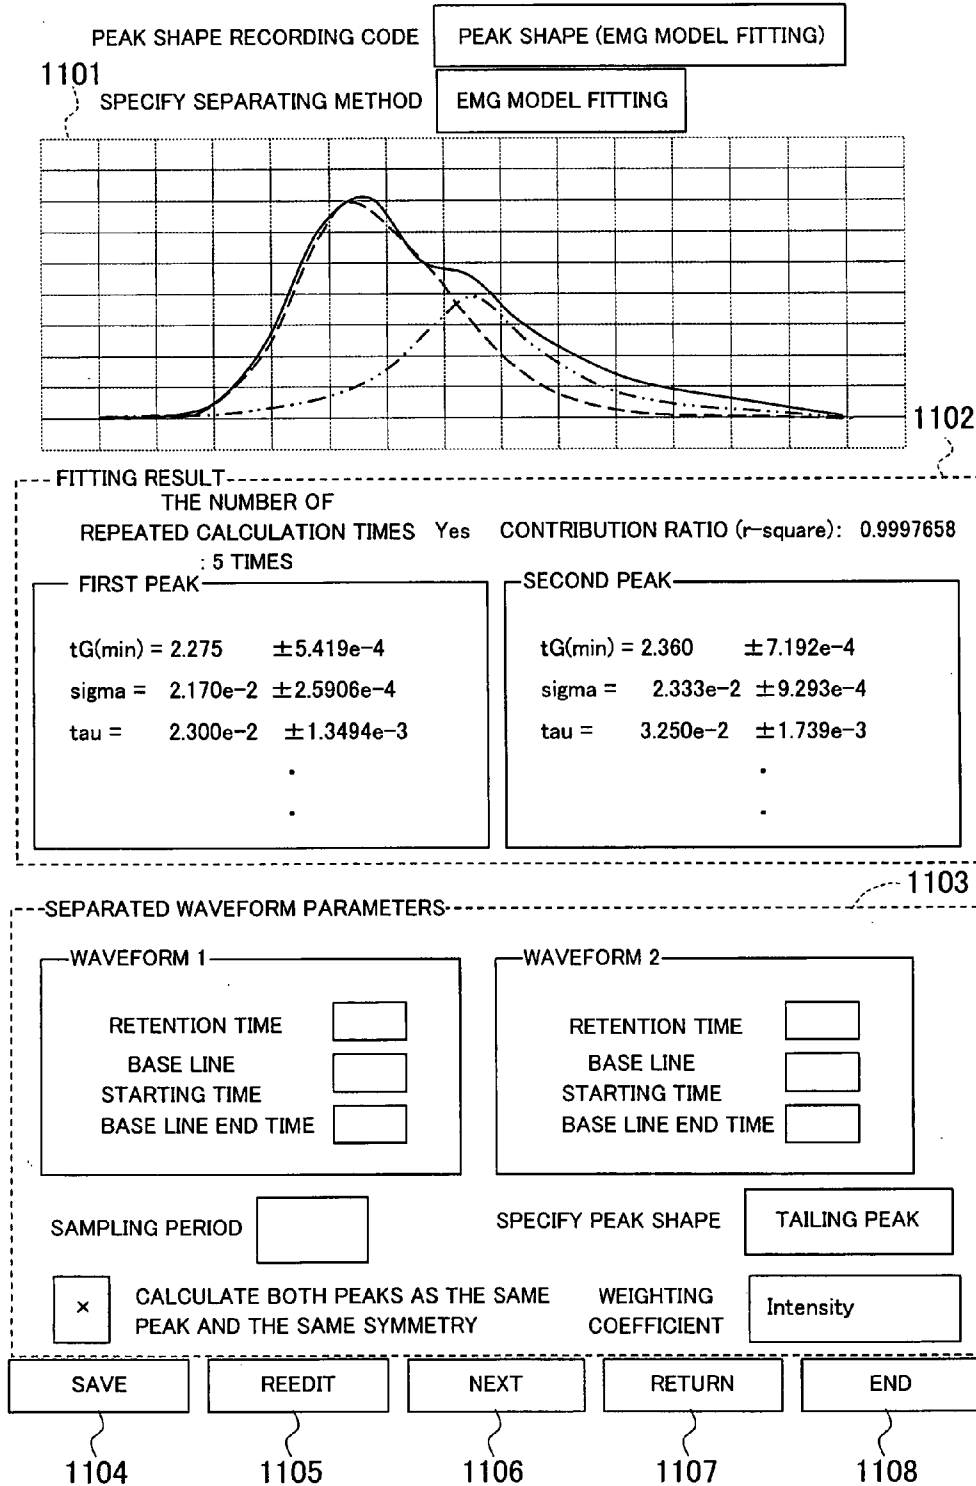 PEAK SHAPE RECORDING CODE PEAK SHAPE (EMG MODEL FITTING)
1101
SPECIFY SEPARATING METHOD EMG MODEL FITTING
1102
FITTING RESULT
THE NUMBER OF
REPEATED CALCULATION TIMES Yes CONTRIBUTION RATIO (r-square): 0.9997658
: 5 TIMES
FIRST PEAK
tG(min) = 2.275 ±5.419e-4
sigma = 2.170e-2 ±2.5906e-4
tau = 2.300e-2 ±1.3494e-3
.
.
SECOND PEAK
tG(min) = 2.360 ±7.192e-4
sigma = 2.333e-2 ±9.293e-4
tau = 3.250e-2 ±1.739e-3
.
.
1103
SEPARATED WAVEFORM PARAMETERS
WAVEFORM 1
RETENTION TIME
BASE LINE
STARTING TIME
BASE LINE END TIME
WAVEFORM 2
RETENTION TIME
BASE LINE
STARTING TIME
BASE LINE END TIME
SAMPLING PERIOD SPECIFY PEAK SHAPE TAILING PEAK
× CALCULATE BOTH PEAKS AS THE SAME
PEAK AND THE SAME SYMMETRY
WEIGHTING
COEFFICIENT
Intensity
SAVE REEDIT NEXT RETURN END
1104 1105 1106 1107 1108